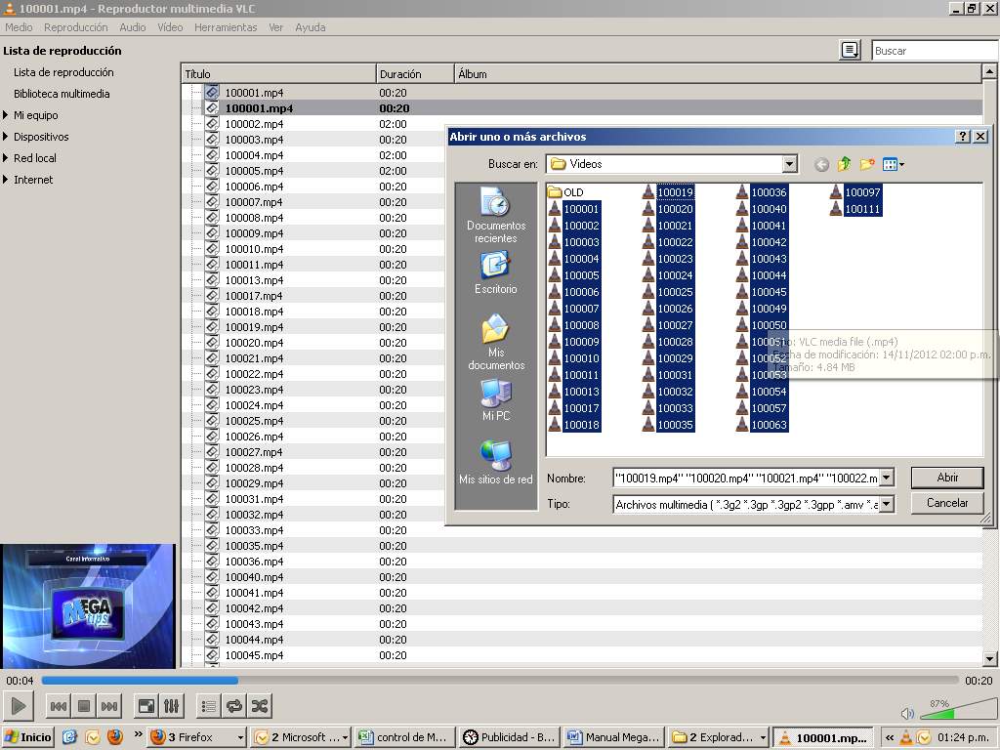 100001.mp4 - Reproductor multimedia VLC
Medio Reproducción Audio Vídeo Herramientas Ver Ayuda
Lista de reproducción
Buscar
Lista de reproducción
Biblioteca multimedia
Mi equipo
Dispositivos
Red local
Internet
Título Duración Álbum
100001.mp4 00:20
100001.mp4 00:20
100002.mp4 02:00
100003.mp4 00:20
100004.mp4 02:00
100005.mp4 02:00
100006.mp4 00:20
100007.mp4 00:20
100008.mp4 00:20
100009.mp4 00:20
100010.mp4 00:20
100011.mp4 00:20
100013.mp4 00:20
100017.mp4 00:20
100018.mp4 00:20
100019.mp4 00:20
100020.mp4 00:20
100021.mp4 00:20
100022.mp4 00:20
100023.mp4 00:20
100024.mp4 00:20
100025.mp4 00:20
100026.mp4 00:20
100027.mp4 00:20
100028.mp4 00:20
100029.mp4 00:20
100031.mp4 00:20
100032.mp4 00:20
100033.mp4 00:20
100035.mp4 00:20
100036.mp4 00:20
100040.mp4 00:20
100041.mp4 00:20
100042.mp4 00:20
100043.mp4 00:20
100044.mp4 00:20
100045.mp4 00:20
Abrir uno o más archivos
Buscar en: Videos
Documentos
recientes
Escritorio
Mis
documentos
Mi PC
Mis sitios de red
OLD
100001
100002
100003
100004
100005
100006
100007
100008
100009
100010
100011
100013
100017
100018
100019
100020
100021
100022
100023
100024
100025
100026
100027
100028
100029
100031
100032
100033
100035
100036
100040
100041
100042
100043
100044
100045
100049
100050
100051
100052
100053
100054
100057
100063
100097
100111
Tipo: VLC media file (.mp4)
Fecha de modificación: 14/11/2012 02:00 p.m.
Tamaño: 4.84 MB
Nombre: "100019.mp4" "100020.mp4" "100021.mp4" "100022.m
Abrir
Tipo: Archivos multimedia ( *.3g2 *.3gp *.3gp2 *.3gpp *.amv *.a
Cancelar
Canal Informativo
MEGA
tips
00:04
00:20
87%
Inicio
»
3 Firefox
2 Microsoft ...
control de M...
Publicidad - B...
Manual Mega...
2 Explorad...
100001.mp...
«
01:24 p.m.